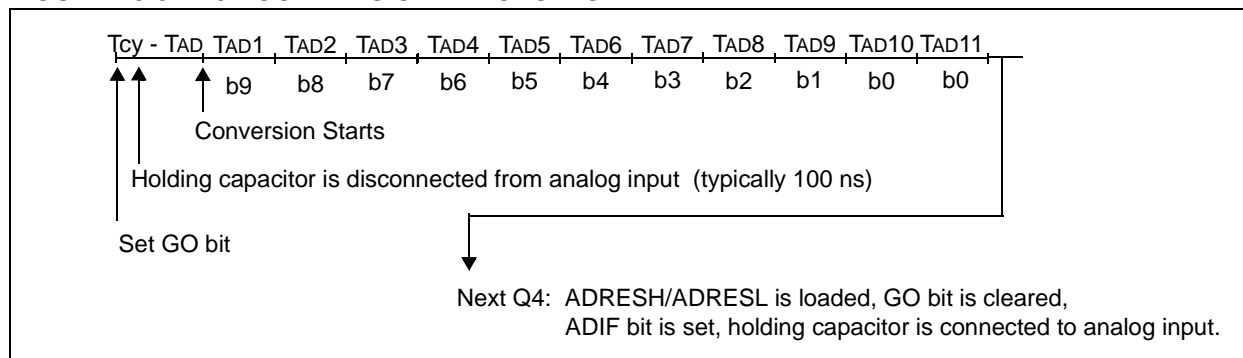 Tcy - TAD TAD1 TAD2 TAD3 TAD4 TAD5 TAD6 TAD7 TAD8 TAD9 TAD10 TAD11
b9 b8 b7 b6 b5 b4 b3 b2 b1 b0 b0
Conversion Starts
Holding capacitor is disconnected from analog input (typically 100 ns)
Set GO bit
Next Q4: ADRESH/ADRESL is loaded, GO bit is cleared,
ADIF bit is set, holding capacitor is connected to analog input.